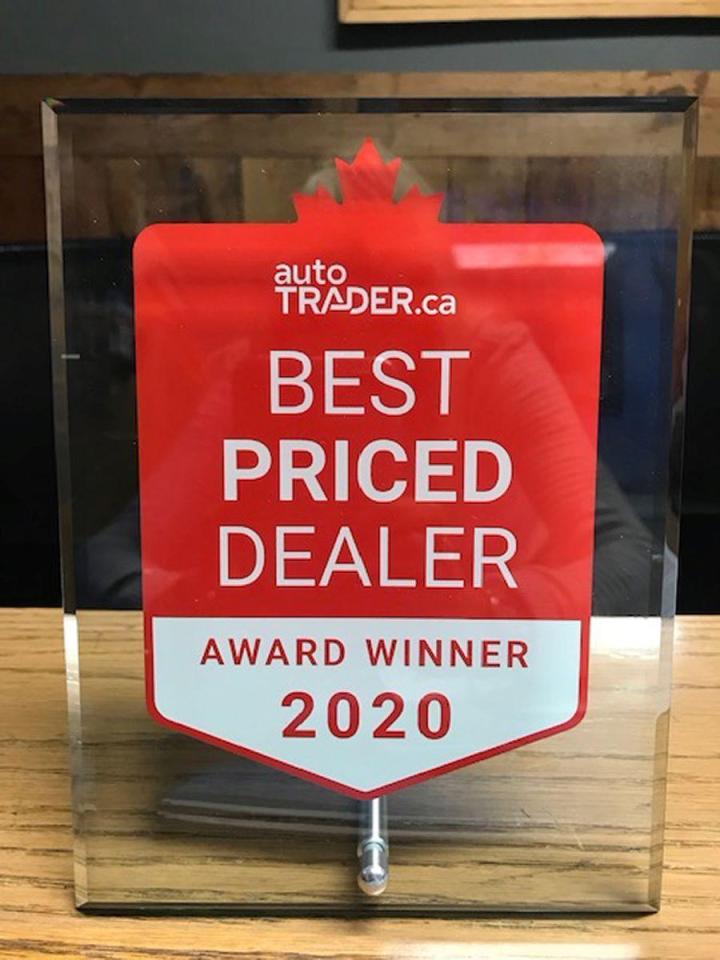 auto
TRADER.ca
BEST
PRICED
DEALER
AWARD WINNER
2020